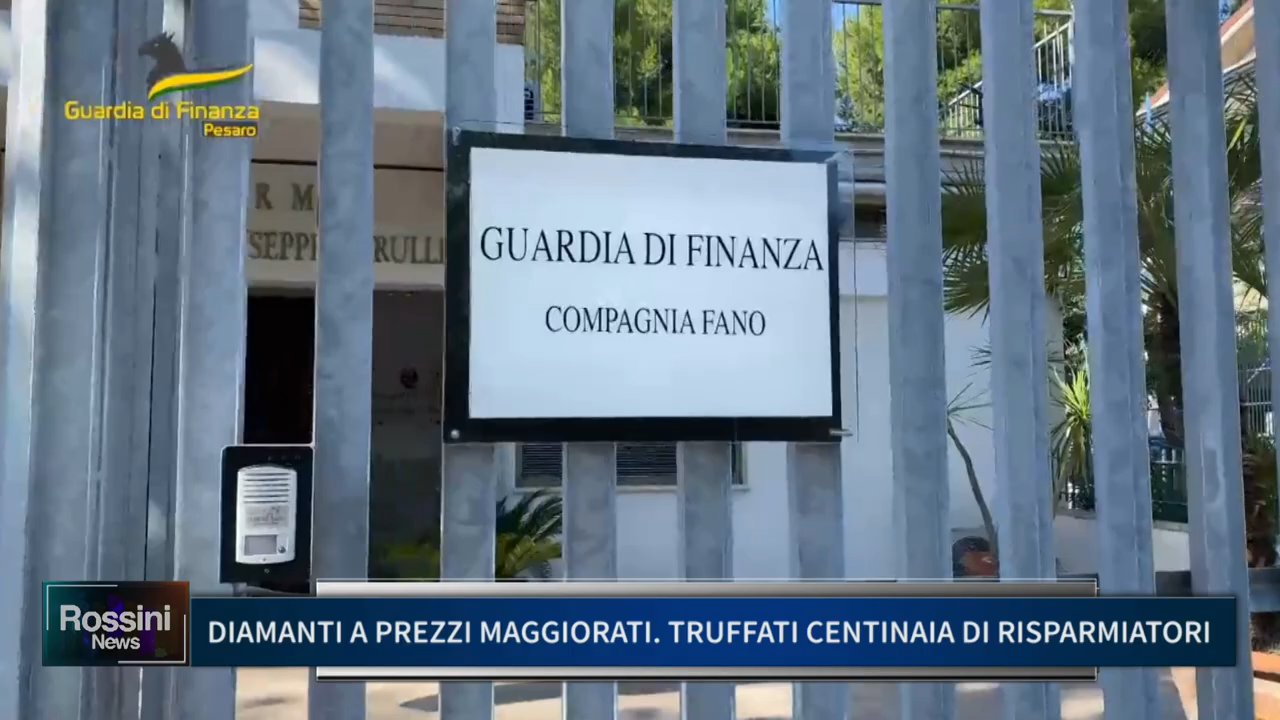 Guardia di Finanza
Pesaro
GUARDIA DI FINANZA
COMPAGNIA FANO
Rossini
News
DIAMANTI A PREZZI MAGGIORATI. TRUFFATI CENTINAIA DI RISPARMIATORI